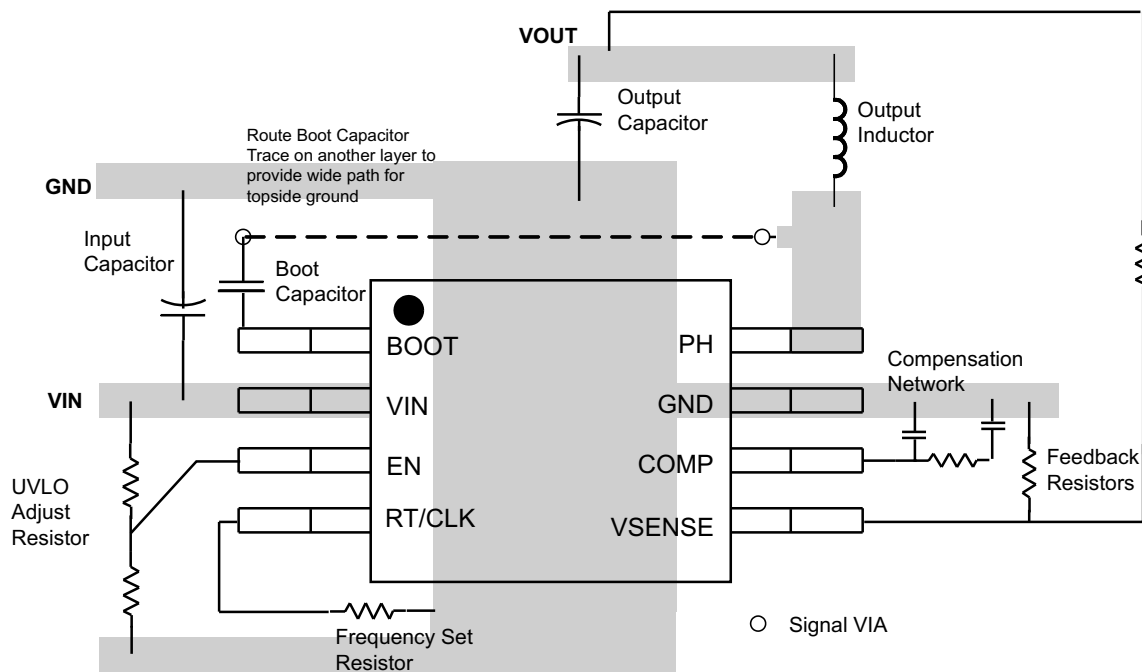 VOUT
Output
Capacitor
Output
Inductor
Route Boot Capacitor
Trace on another layer to
provide wide path for
topside ground
GND
Input
Capacitor
Boot
Capacitor
BOOT
PH
Compensation
Network
VIN
VIN
GND
EN
COMP
Feedback
Resistors
UVLO
Adjust
Resistor
RT/CLK
VSENSE
Frequency Set
Resistor
Signal VIA